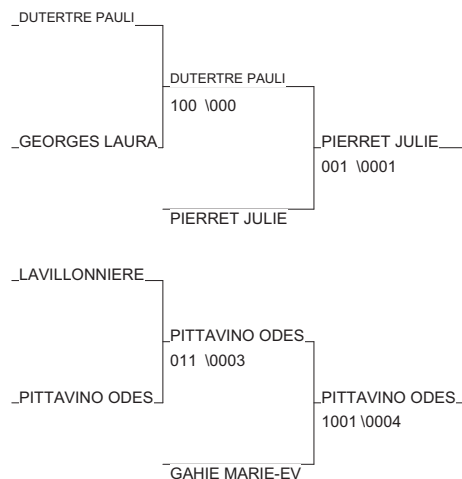 DUTERTRE PAULI
DUTERTRE PAULI
100 \000
GEORGES LAURA
PIERRET JULIE
001 \0001
PIERRET JULIE
LAVILLONNIERE
PITTAVINO ODES
011 \0003
PITTAVINO ODES
PITTAVINO ODES
1001 \0004
GAHIE MARIE-EV